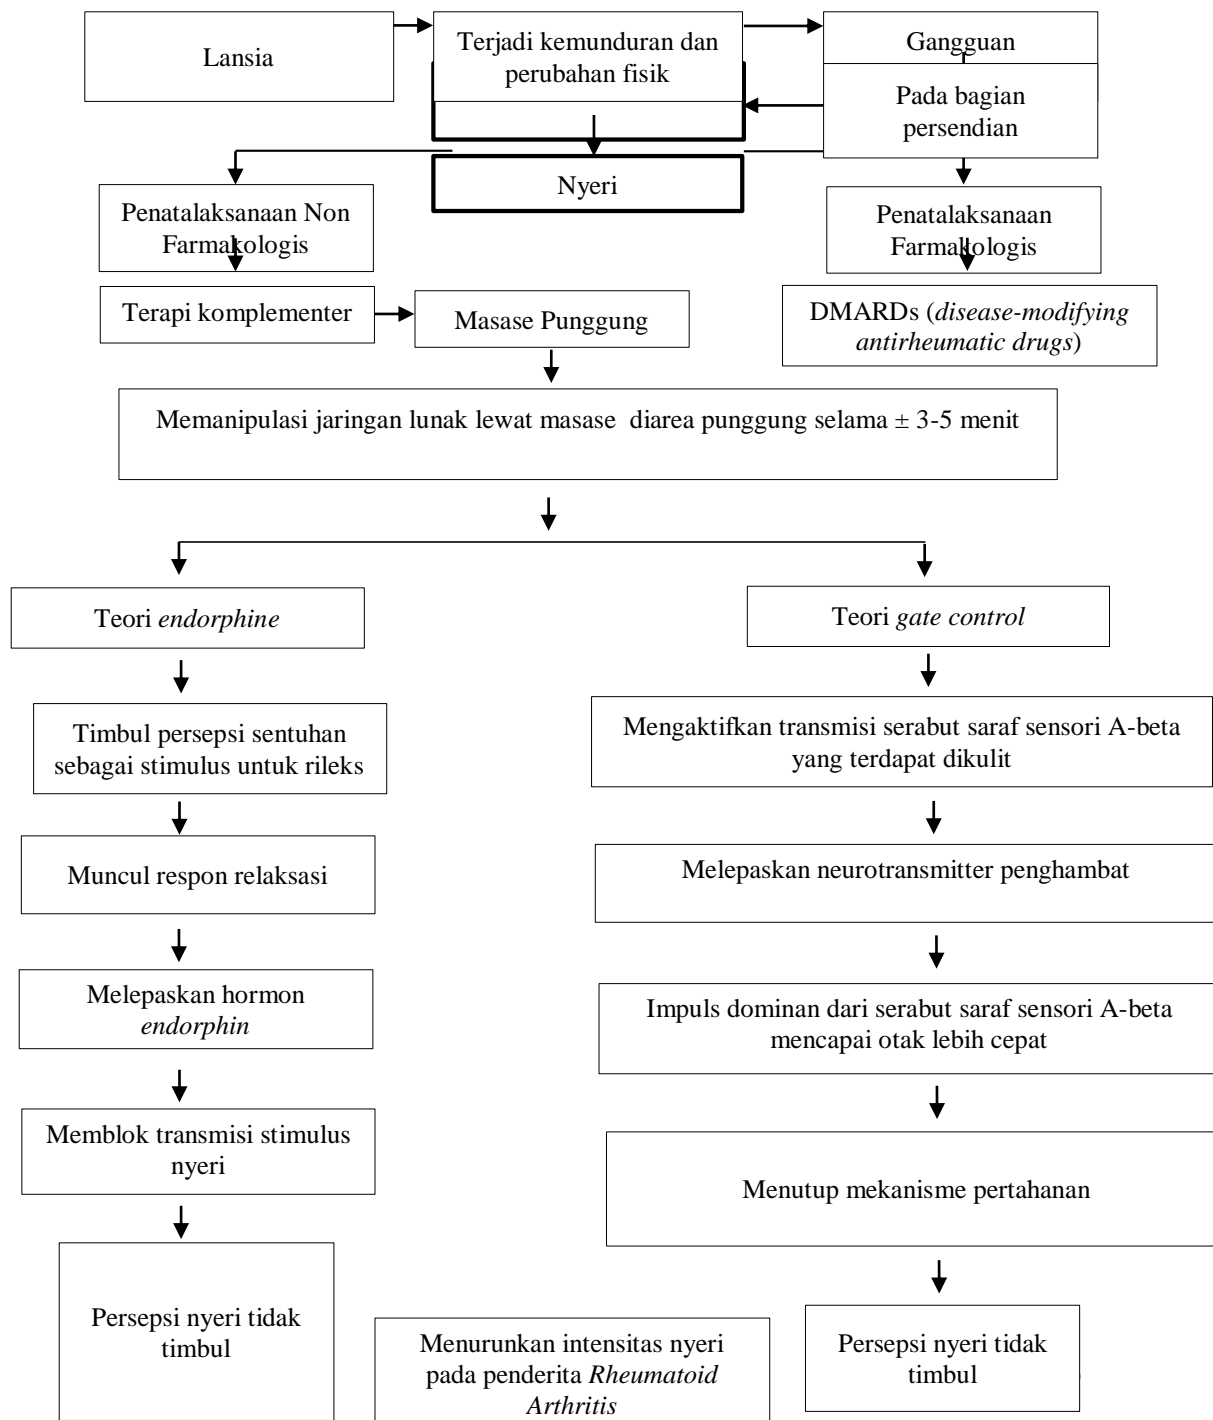 Lansia
Terjadi kemunduran dan
perubahan fisik
Gangguan
Pada bagian
persendian
Nyeri
Penatalaksanaan Non
Farmakologis
Penatalaksanaan
Farmakologis
Terapi komplementer
Masase Punggung
DMARDs (disease-modifying
antirheumatic drugs)
Memanipulasi jaringan lunak lewat masase diarea punggung selama ± 3-5 menit
Teori endorphine
Teori gate control
Timbul persepsi sentuhan
sebagai stimulus untuk rileks
Mengaktifkan transmisi serabut saraf sensori A-beta
yang terdapat dikulit
Muncul respon relaksasi
Melepaskan neurotransmitter penghambat
Melepaskan hormon
endorphin
Impuls dominan dari serabut saraf sensori A-beta
mencapai otak lebih cepat
Memblok transmisi stimulus
nyeri
Menutup mekanisme pertahanan
Persepsi nyeri tidak
timbul
Menurunkan intensitas nyeri
pada penderita Rheumatoid
Arthritis
Persepsi nyeri tidak
timbul